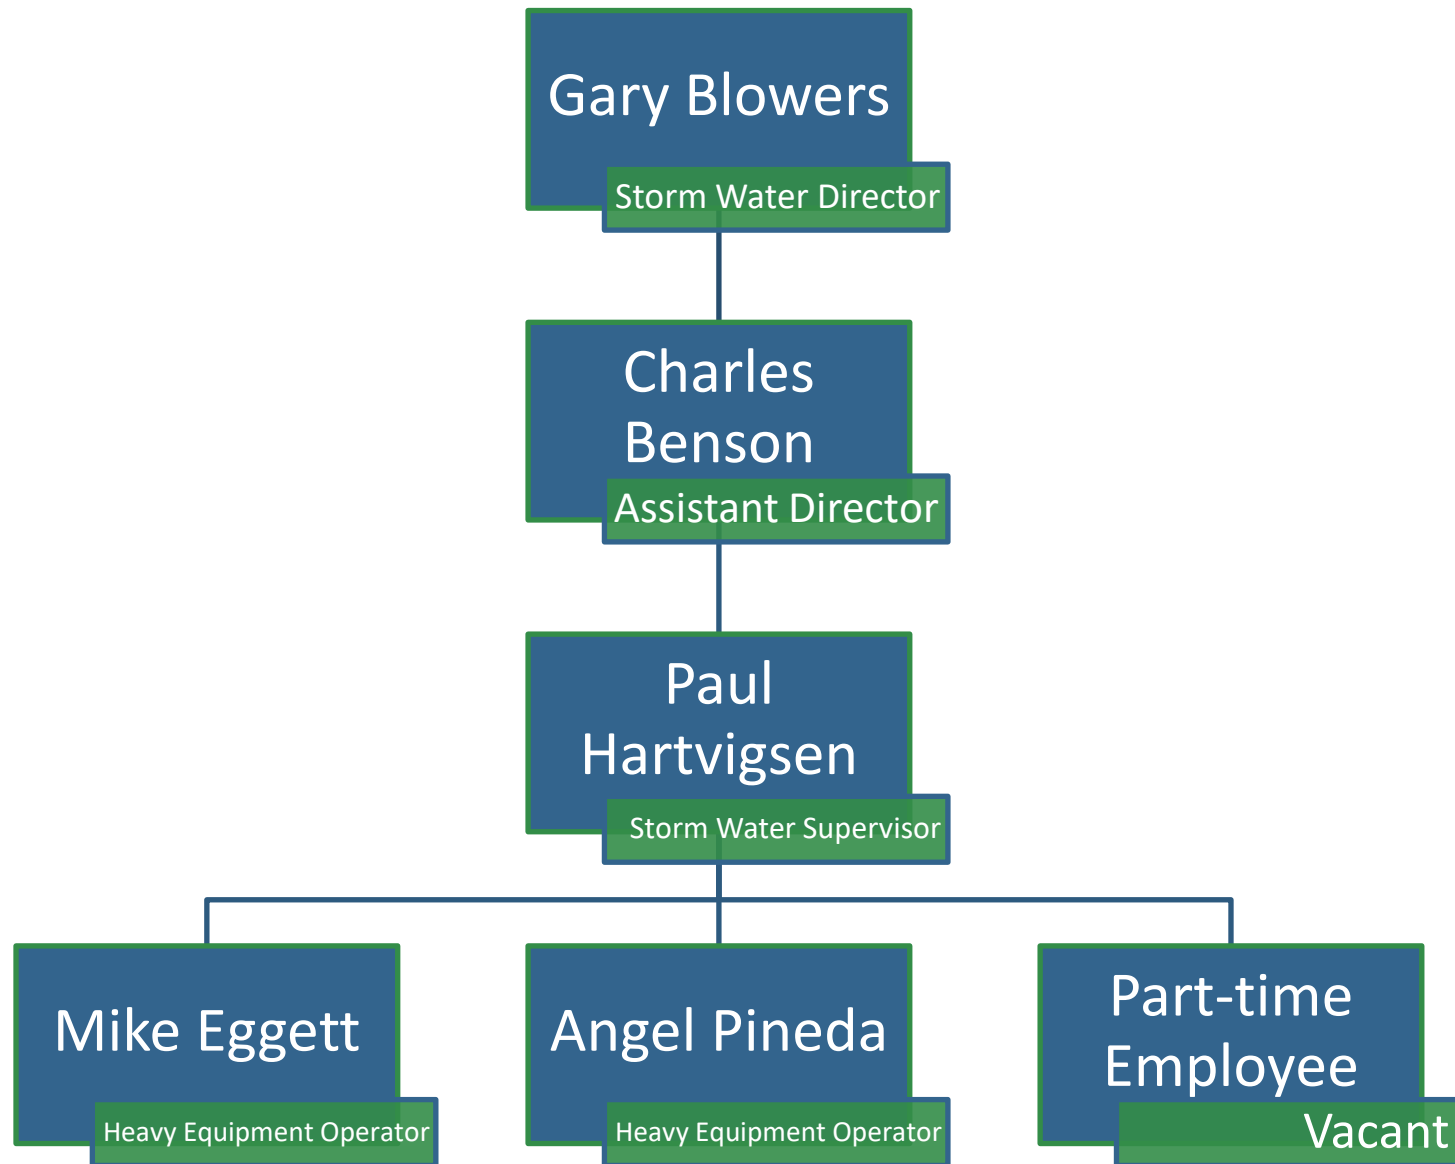 Gary Blowers
Storm Water Director
Charles
Benson
Assistant Director
Paul
Hartvigsen
Storm Water Supervisor
Mike Eggett
Heavy Equipment Operator
Angel Pineda
Heavy Equipment Operator
Part-time
Employee
Vacant